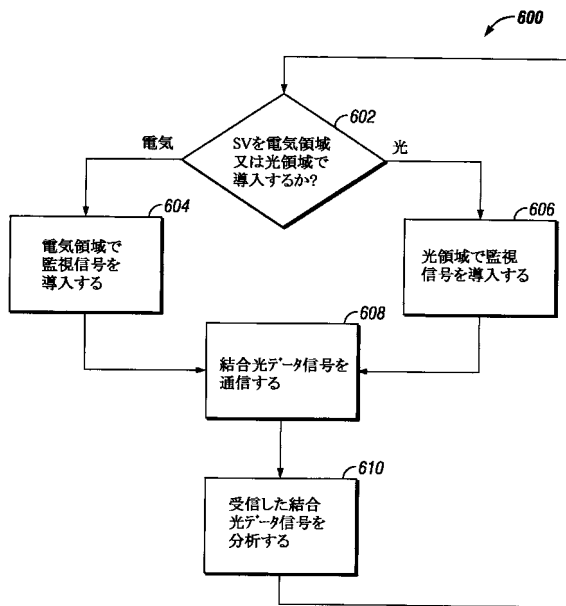 600
602
SVを電気領域
又は光領域で
導入するか?
電気
光
604
電気領域で
監視信号を
導入する
606
光領域で監視
信号を導入する
608
結合光データ信号を
通信する
610
受信した結合
光データ信号を
分析する